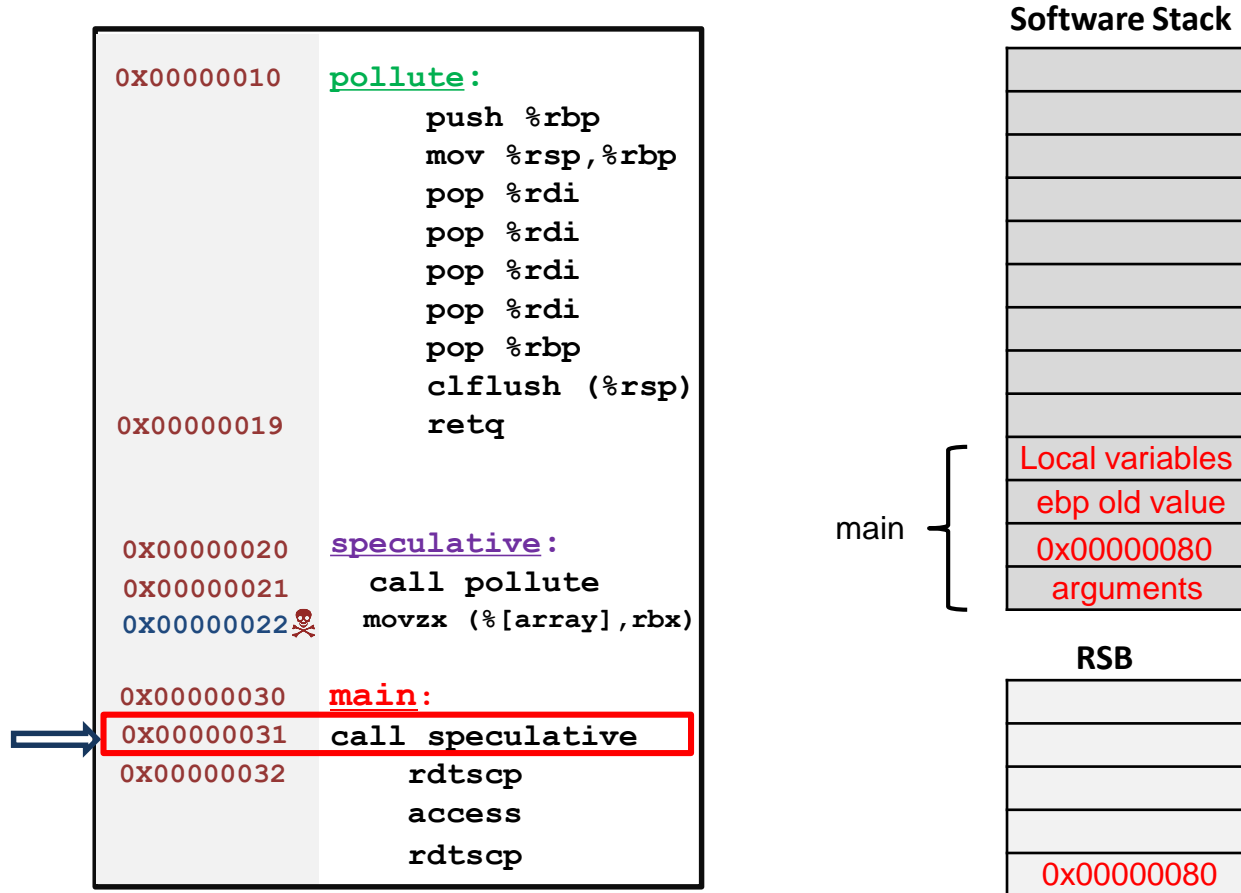 Software Stack
0X00000010 pollute:
push %rbp
mov %rsp,%rbp
pop %rdi
pop %rdi
pop %rdi
pop %rdi
pop %rbp
clflush (%rsp)
0X00000019 retq
0X00000020 speculative:
0X00000021 call pollute
0X00000022 movzx (%[array],rbx)
0X00000030 main:
0X00000031 call speculative
0X00000032 rdtscp
access
rdtscp
main
Local variables
ebp old value
0x00000080
arguments
RSB
0x00000080